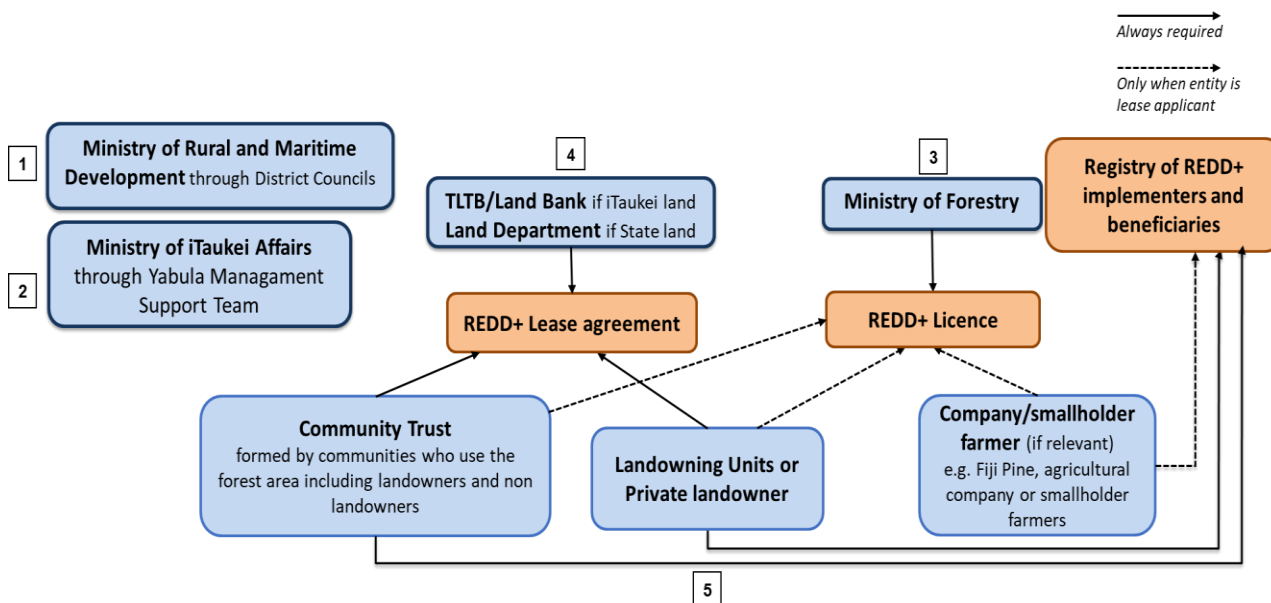 Always required
Only when entity is
lease applicant
1
Ministry of Rural and Maritime
Development through District Councils
2
Ministry of iTaukei Affairs
through Yabula Managament
Support Team
4
TLTB/Land Bank if iTaukei land
Land Department if State land
3
Ministry of Forestry
Registry of REDD+
implementers and
beneficiaries
REDD+ Lease agreement
REDD+ Licence
Community Trust
formed by communities who use the
forest area including landowners and non
landowners
Landowning Units or
Private landowner
Company/smallholder
farmer (if relevant)
e.g. Fiji Pine, agricultural
company or smallholder
farmers
5